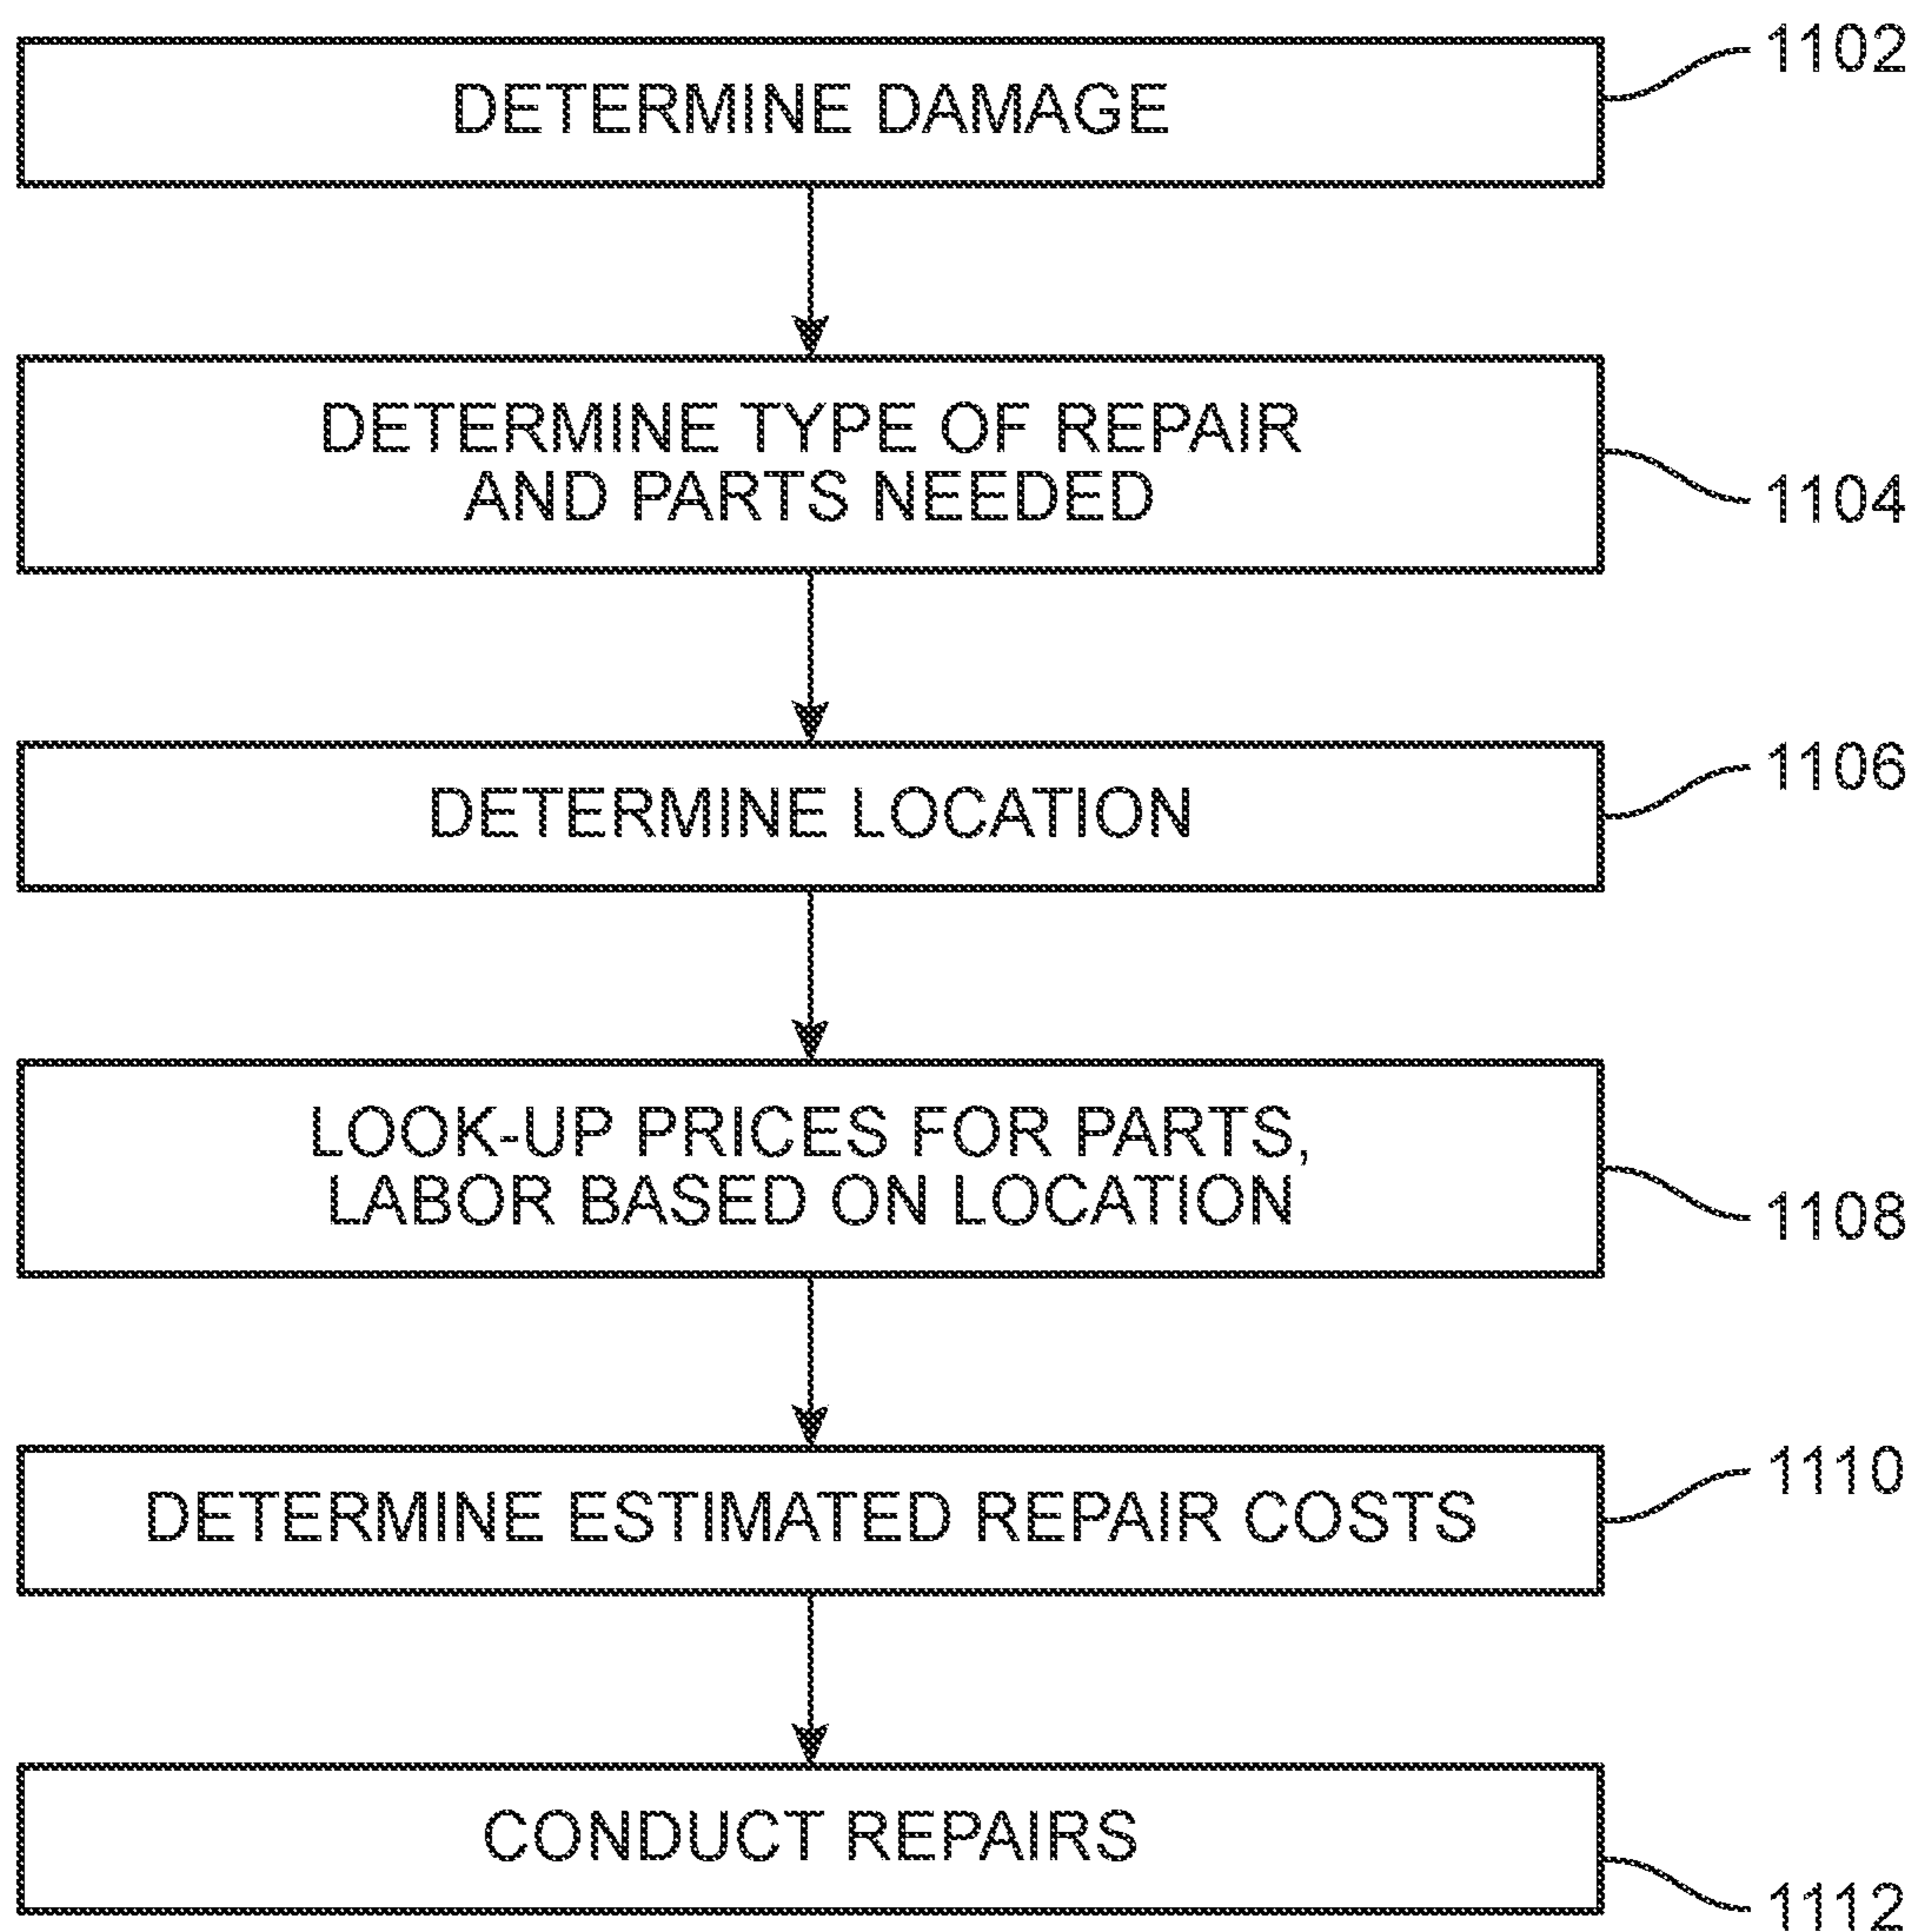 DETERMINE DAMAGE
1102
DETERMINE TYPE OF REPAIR
AND PARTS NEEDED
1104
DETERMINE LOCATION
1106
LOOK-UP PRICES FOR PARTS,
LABOR BASED ON LOCATION
1108
DETERMINE ESTIMATED REPAIR COSTS
1110
CONDUCT REPAIRS
1112